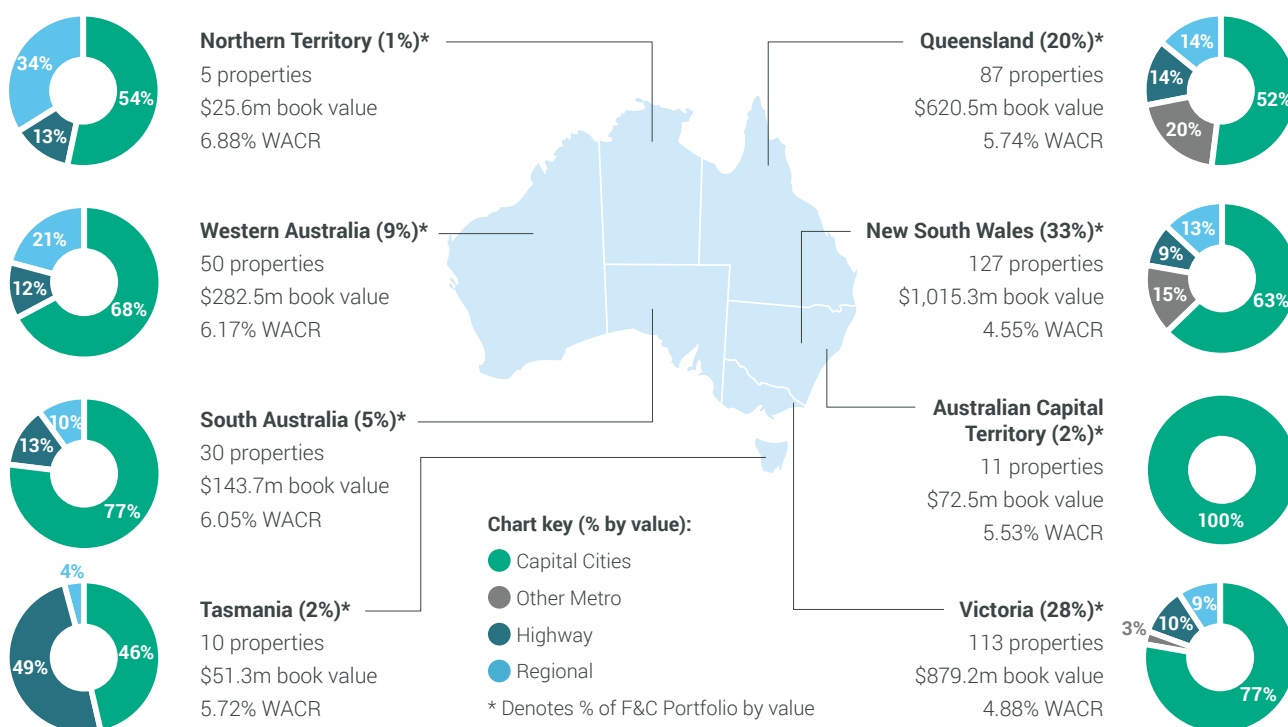 34%
54%
13%
Northern Territory (1%)*
5 properties
$25.6m book value
6.88% WACR
21%
12%
68%
Western Australia (9%)*
50 properties
$282.5m book value
6.17% WACR
10%
13%
77%
South Australia (5%)*
30 properties
$143.7m book value
6.05% WACR
4%
49%
46%
Tasmania (2%)*
10 properties
$51.3m book value
5.72% WACR
Chart key (% by value):
Capital Cities
Other Metro
Highway
Regional
* Denotes % of F&C Portfolio by value
Queensland (20%)*
87 properties
$620.5m book value
5.74% WACR
14%
14%
52%
20%
New South Wales (33%)*
127 properties
$1,015.3m book value
4.55% WACR
13%
9%
15%
63%
Australian Capital
Territory (2%)*
11 properties
$72.5m book value
5.53% WACR
100%
Victoria (28%)*
113 properties
$879.2m book value
4.88% WACR
9%
10%
3%
77%